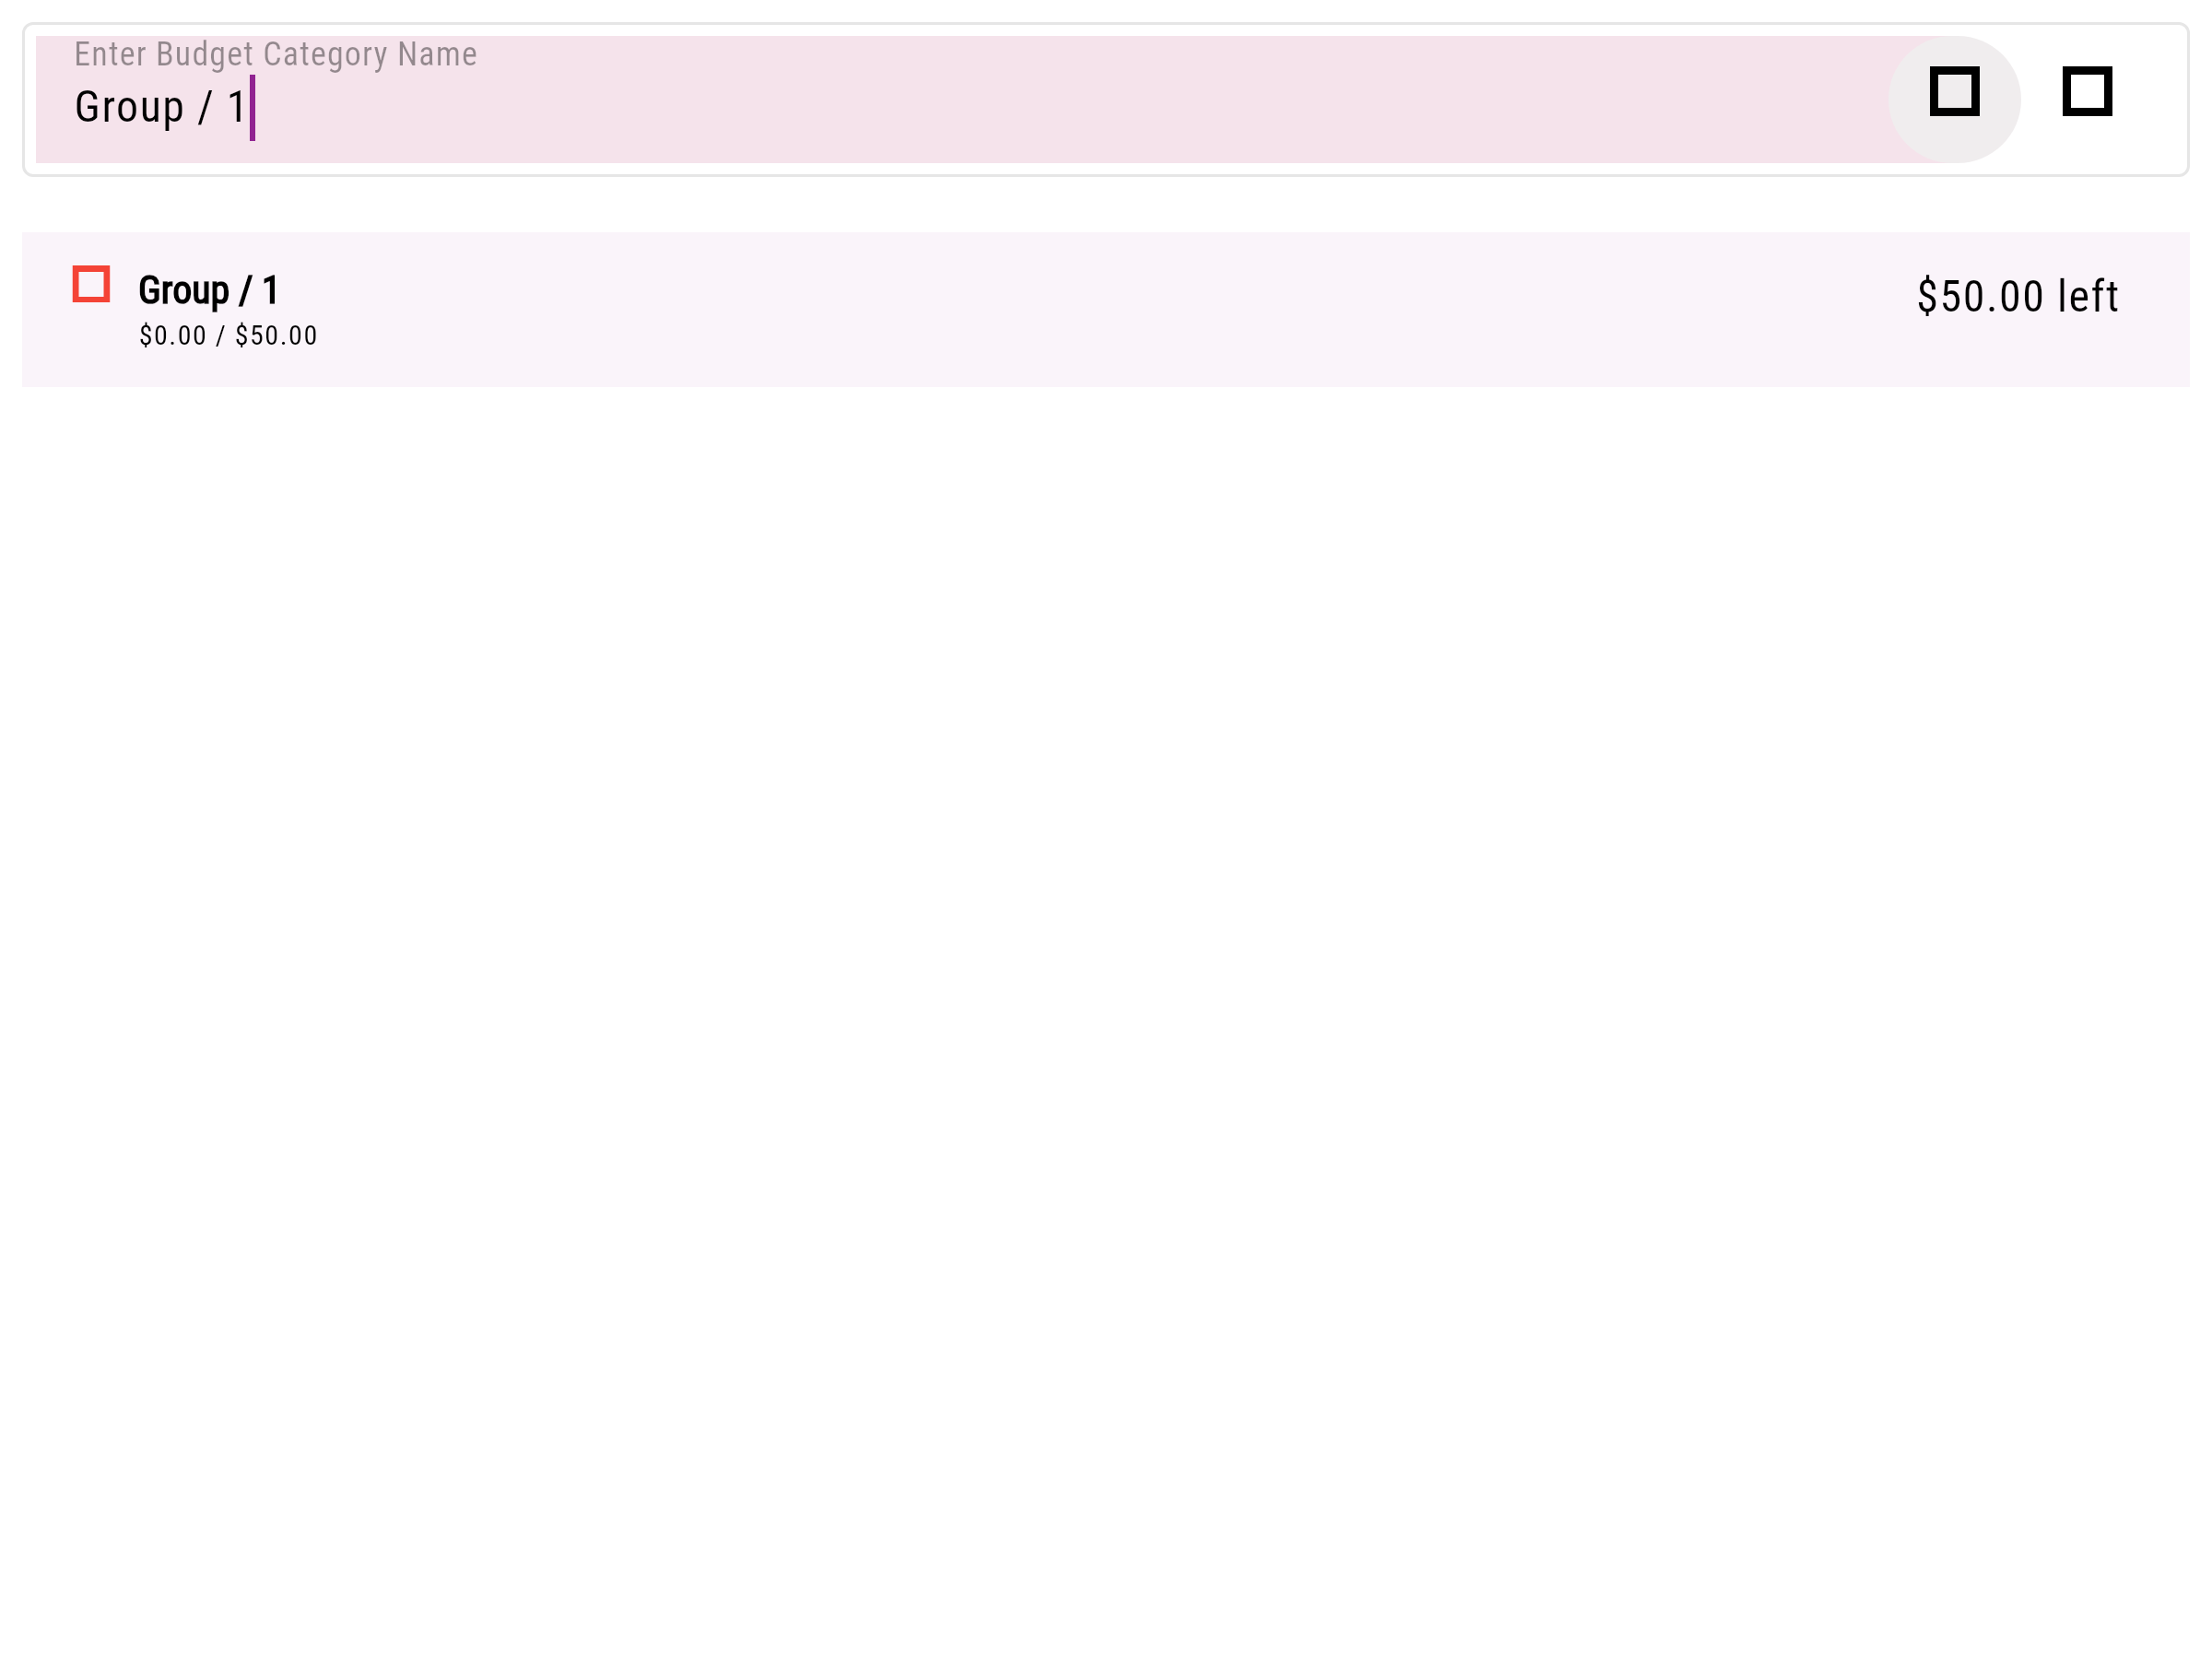 Enter Budget Category Name
Group / 1
Group / 1
$50.00 left
$0.00 / $50.00